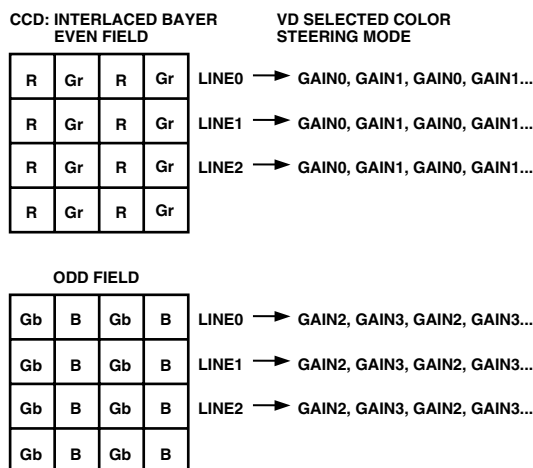 CCD: INTERLACED BAYER EVEN FIELD
VD SELECTED COLOR STEERING MODE
R Gr R Gr LINE0 GAIN0, GAIN1, GAIN0, GAIN1...
R Gr R Gr LINE1 GAIN0, GAIN1, GAIN0, GAIN1...
R Gr R Gr LINE2 GAIN0, GAIN1, GAIN0, GAIN1...
R Gr R Gr
ODD FIELD
Gb B Gb B LINE0 GAIN2, GAIN3, GAIN2, GAIN3...
Gb B Gb B LINE1 GAIN2, GAIN3, GAIN2, GAIN3...
Gb B Gb B LINE2 GAIN2, GAIN3, GAIN2, GAIN3...
Gb B Gb B